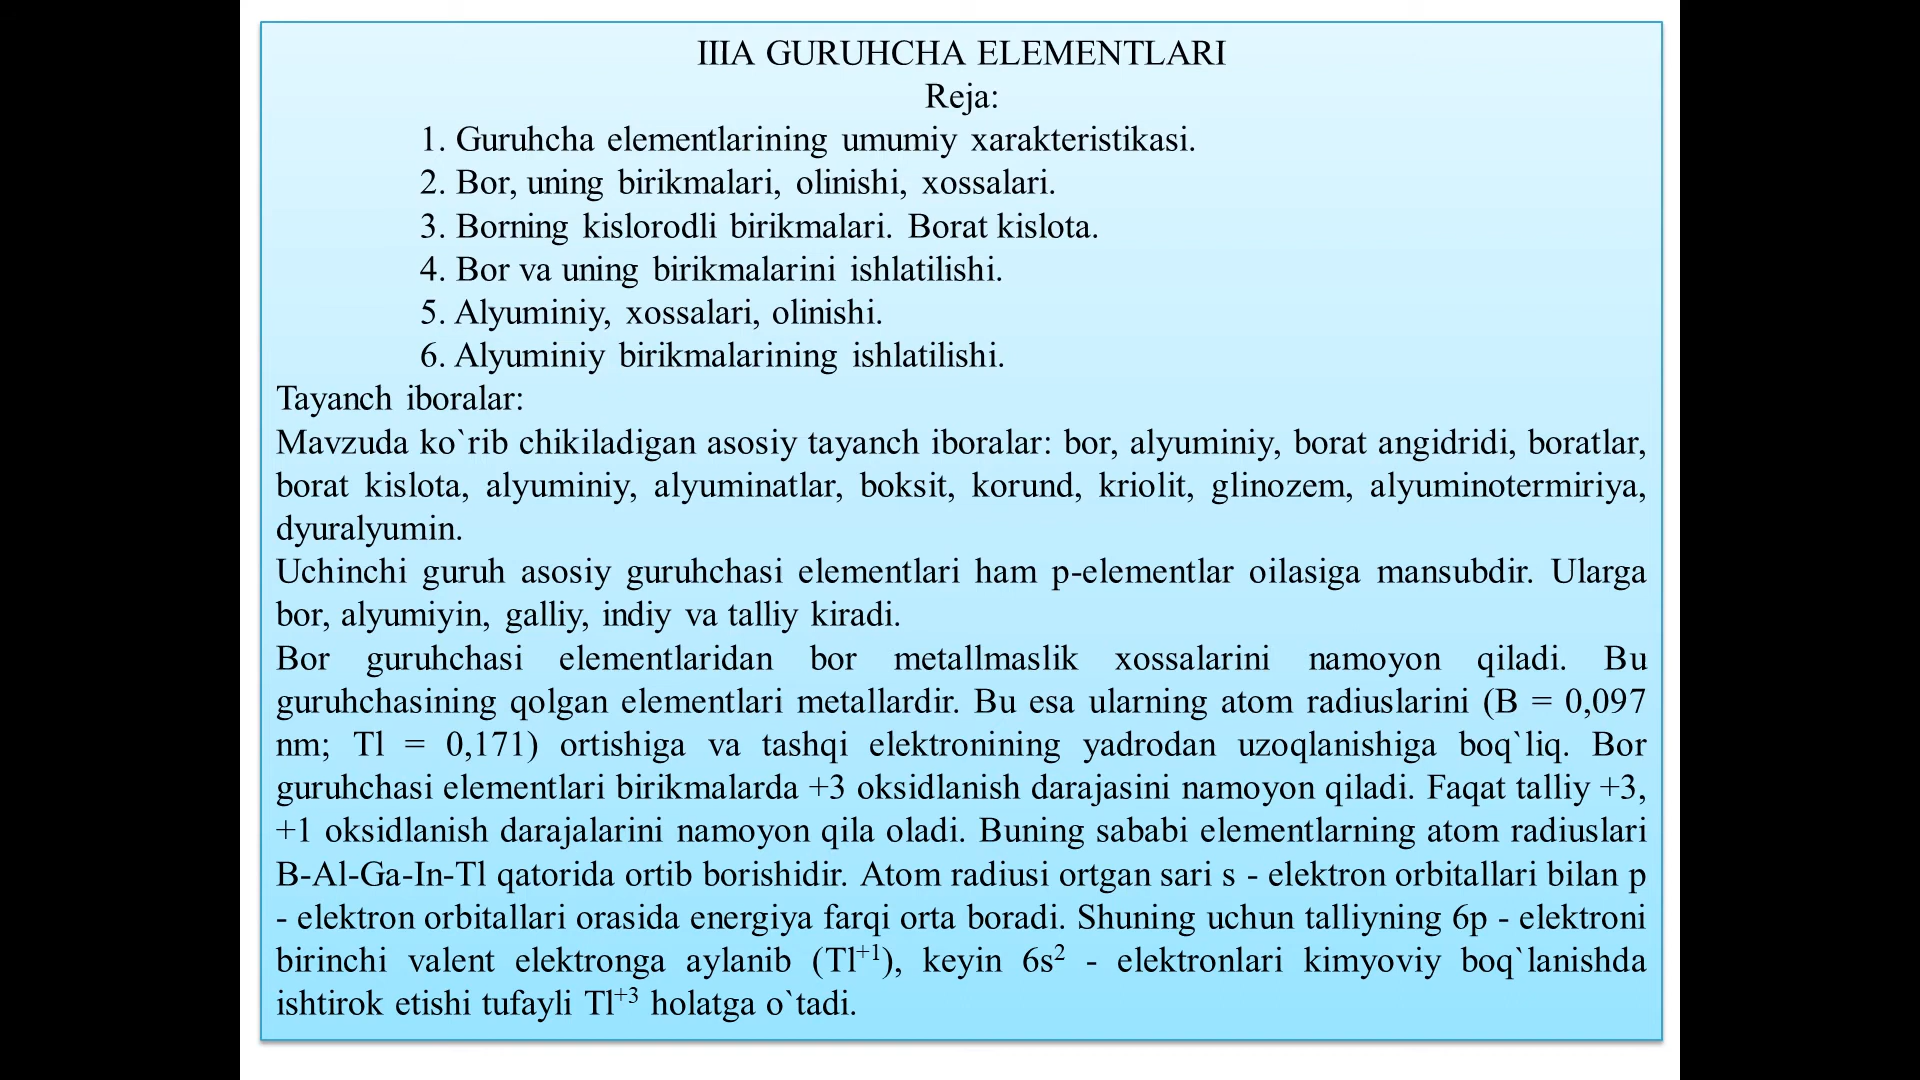 IIIA GURUHCHA ELEMENTLARI
Reja:
1. Guruhcha elementlarining umumiy xarakteristikasi.
2. Bor, uning birikmalari, olinishi, xossalari.
3. Borning kislorodli birikmalari. Borat kislota.
4. Bor va uning birikmalarini ishlatilishi.
5. Alyuminiy, xossalari, olinishi.
6. Alyuminiy birikmalarining ishlatilishi.
Tayanch iboralar:
Mavzuda ko`rib chikiladigan asosiy tayanch iboralar: bor, alyuminiy, borat angidridi, boratlar,
borat kislota, alyuminiy, alyuminatlar, boksit, korund, kriolit, glinozem, alyuminotermiriya,
dyuralyumin.
Uchinchi guruh asosiy guruhchasi elementlari ham p-elementlar oilasiga mansubdir. Ularga
bor, alyumiyin, galliy, indiy va talliy kiradi.
Bor guruhchasi elementlaridan bor metallmaslik xossalarini namoyon qiladi. Bu
guruhchasining qolgan elementlari metallardir. Bu esa ularning atom radiuslarini (B = 0,097
nm; Tl = 0,171) ortishiga va tashqi elektronining yadrodan uzoqlanishiga boq`liq. Bor
guruhchasi elementlari birikmalarda +3 oksidlanish darajasini namoyon qiladi. Faqat talliy +3,
+1 oksidlanish darajalarini namoyon qila oladi. Buning sababi elementlarning atom radiuslari
B-Al-Ga-In-Tl qatorida ortib borishidir. Atom radiusi ortgan sari s - elektron orbitallari bilan p
- elektron orbitallari orasida energiya farqi orta boradi. Shuning uchun talliyning 6p - elektroni
birinchi valent elektronga aylanib (Tl⁺¹), keyin 6s² - elektronlari kimyoviy boq`lanishda
ishtirok etishi tufayli Tl⁺³ holatga o`tadi.